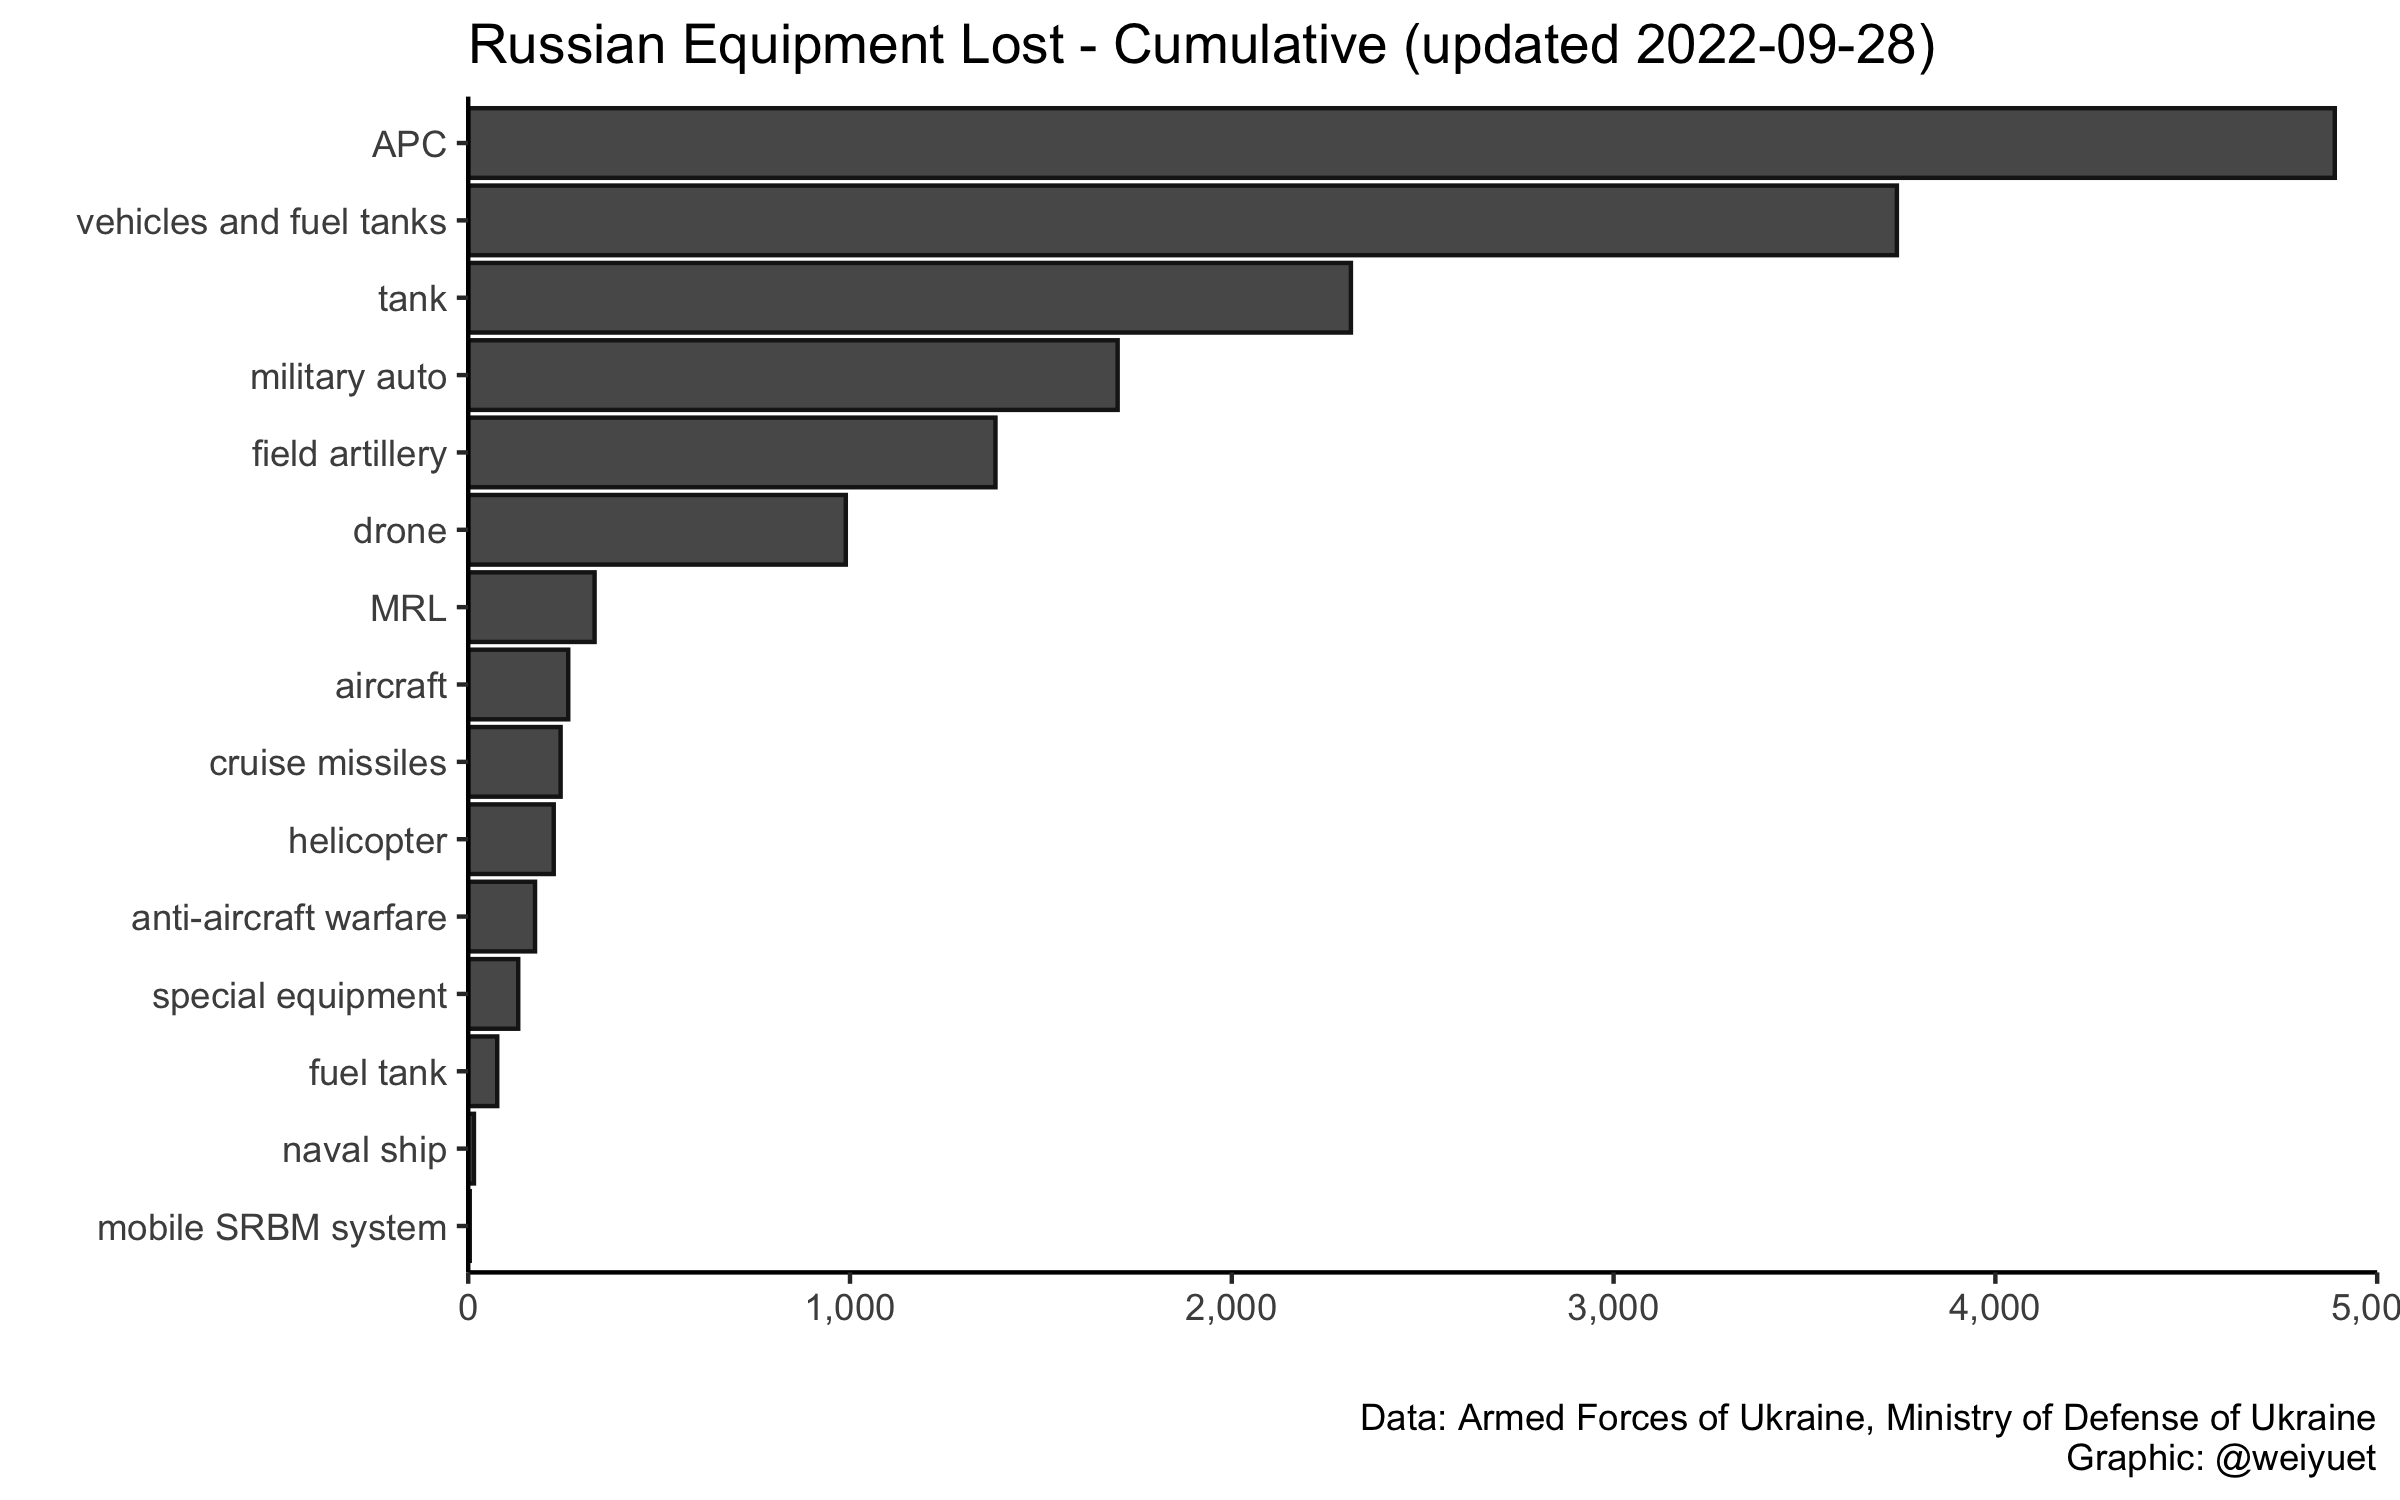 Russian Equipment Lost - Cumulative (updated 2022-09-28)
APC
vehicles and fuel tanks
tank
military auto
field artillery
drone
MRL
aircraft
cruise missiles
helicopter
anti-aircraft warfare
special equipment
fuel tank
naval ship
mobile SRBM system
0 1,000 2,000 3,000 4,000 5,00
Data: Armed Forces of Ukraine, Ministry of Defense of Ukraine
Graphic: @weiyuet